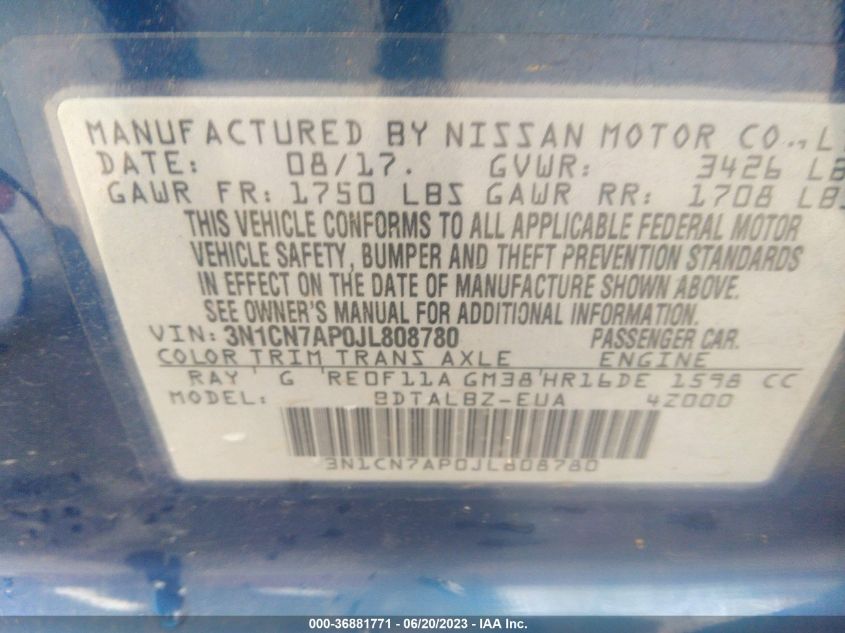 MANUFACTURED BY NISSAN MOTOR CO.,
DATE: 08/17. GVWR: 3426 LB
GAWR FR: 1750 LBS GAWR RR: 1708 LBS
THIS VEHICLE CONFORMS TO ALL APPLICABLE FEDERAL MOTOR
VEHICLE SAFETY, BUMPER AND THEFT PREVENTION STANDARDS
IN EFFECT ON THE DATE OF MANUFACTURE SHOWN ABOVE.
SEE OWNER'S MANUAL FOR ADDITIONAL INFORMATION.
VIN: 3N1CN7AP0JL808780 PASSENGER CAR.
COLOR TRIM TRANS AXLE ENGINE
RAY G RE0F11A GM38 HR16DE 1598 CC
MODEL: BDTALBZ-EUA 4Z000
3N1CN7AP0JL808780
000-36881771 - 06/20/2023 - IAA Inc.